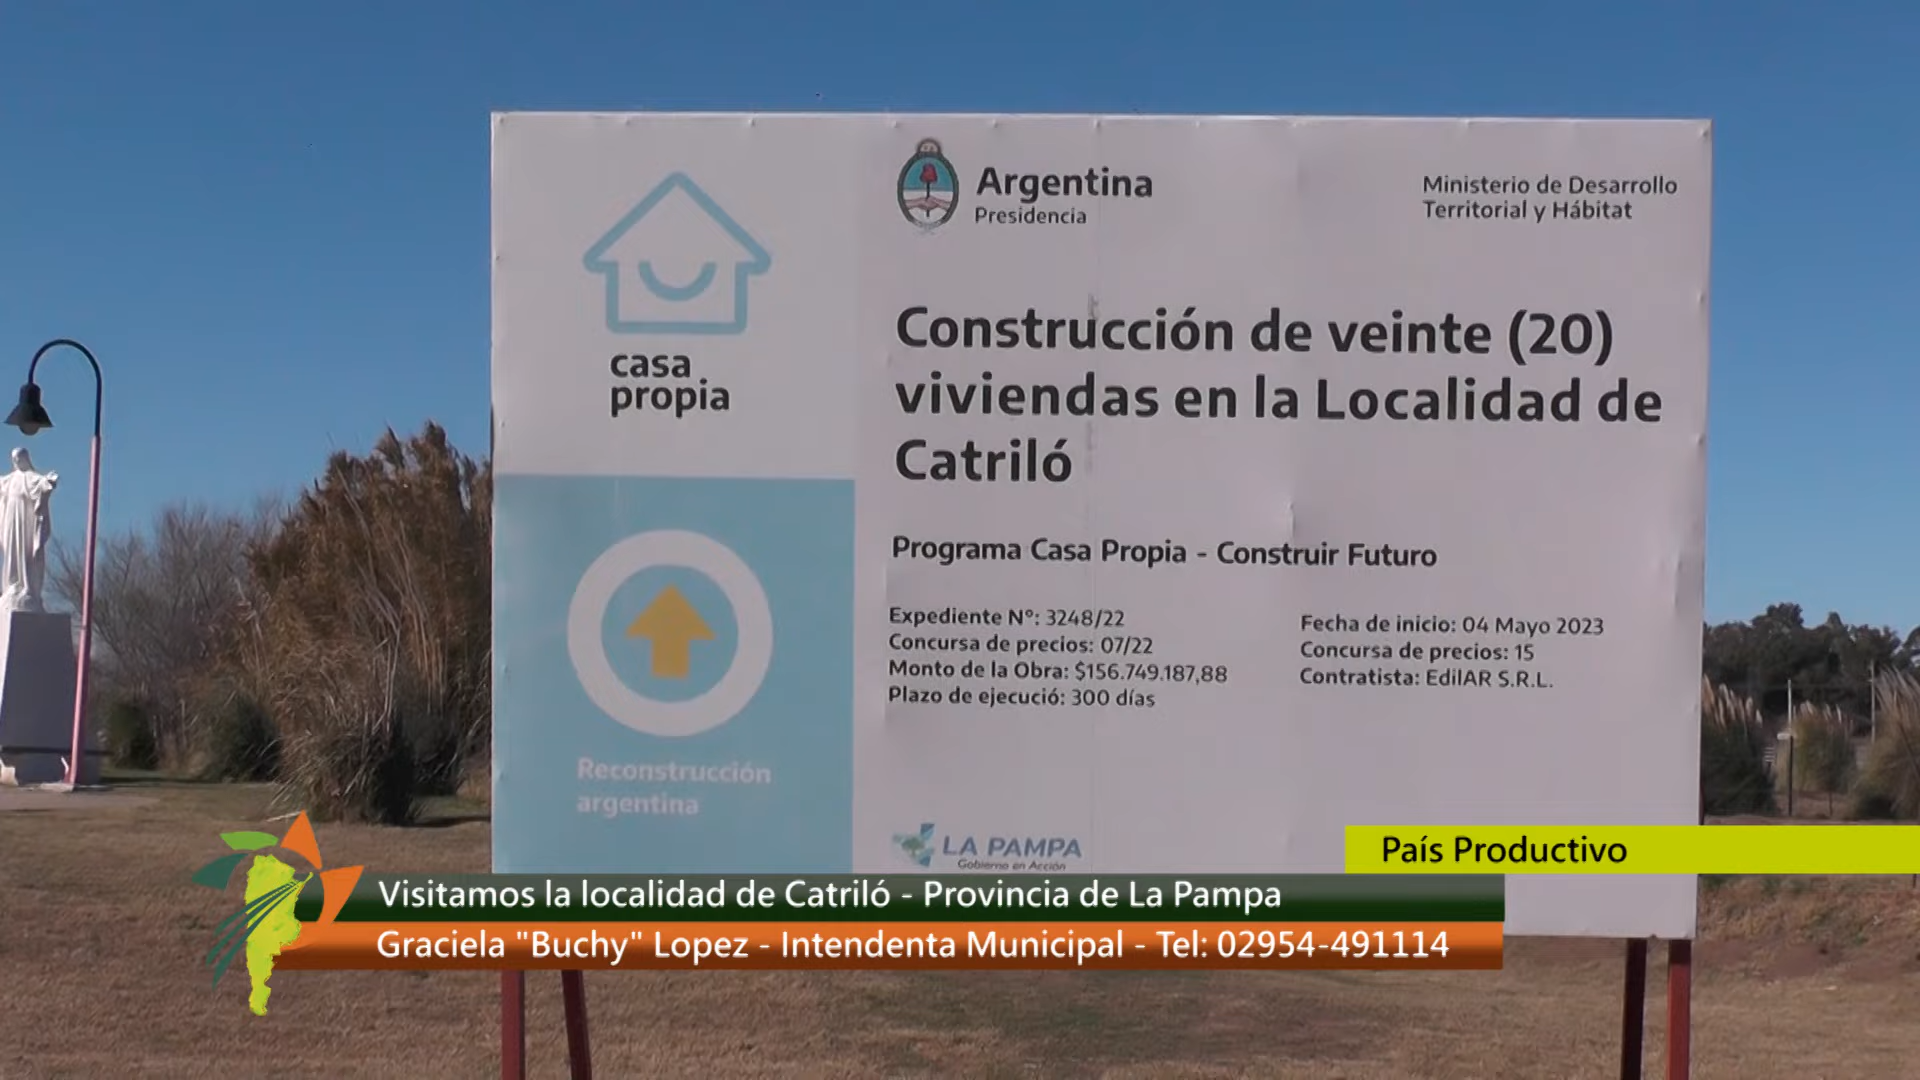 casa
propia
Reconstrucción
argentina
Argentina
Presidencia
Ministerio de Desarrollo
Territorial y Hábitat
Construcción de veinte (20)
viviendas en la Localidad de
Catriló
Programa Casa Propia - Construir Futuro
Expediente Nº: 3248/22
Concursa de precios: 07/22
Monto de la Obra: $156.749.187,88
Plazo de ejecució: 300 días
Fecha de inicio: 04 Mayo 2023
Concursa de precios: 15
Contratista: EdilAR S.R.L.
LA PAMPA
Gobierno en Acción
País Productivo
Visitamos la localidad de Catriló - Provincia de La Pampa
Graciela "Buchy" Lopez - Intendenta Municipal - Tel: 02954-491114